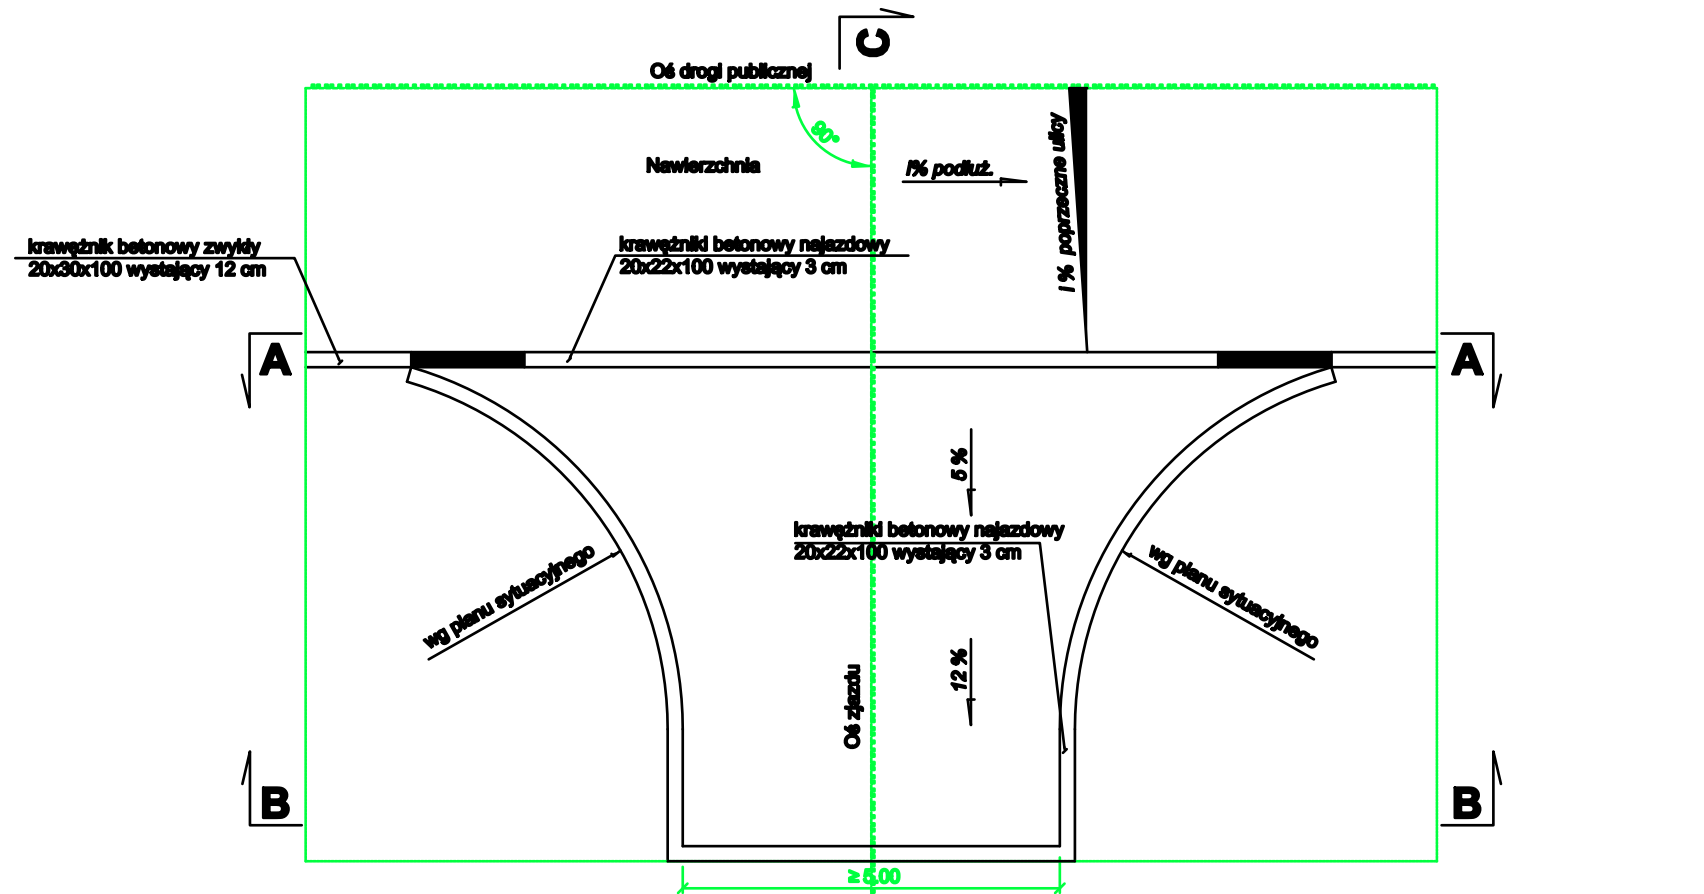 C
Oś drogi publicznej
90°
Nawierzchnia
i% podłuż.
i % poprzeczne ulicy
krawężnik betonowy zwykły
20x30x100 wystający 12 cm
krawężniki betonowy najazdowy
20x22x100 wystający 3 cm
A
A
5 %
krawężniki betonowy najazdowy
20x22x100 wystający 3 cm
wg planu sytuacyjnego
wg planu sytuacyjnego
12 %
Oś zjazdu
B
B
≥ 5.00